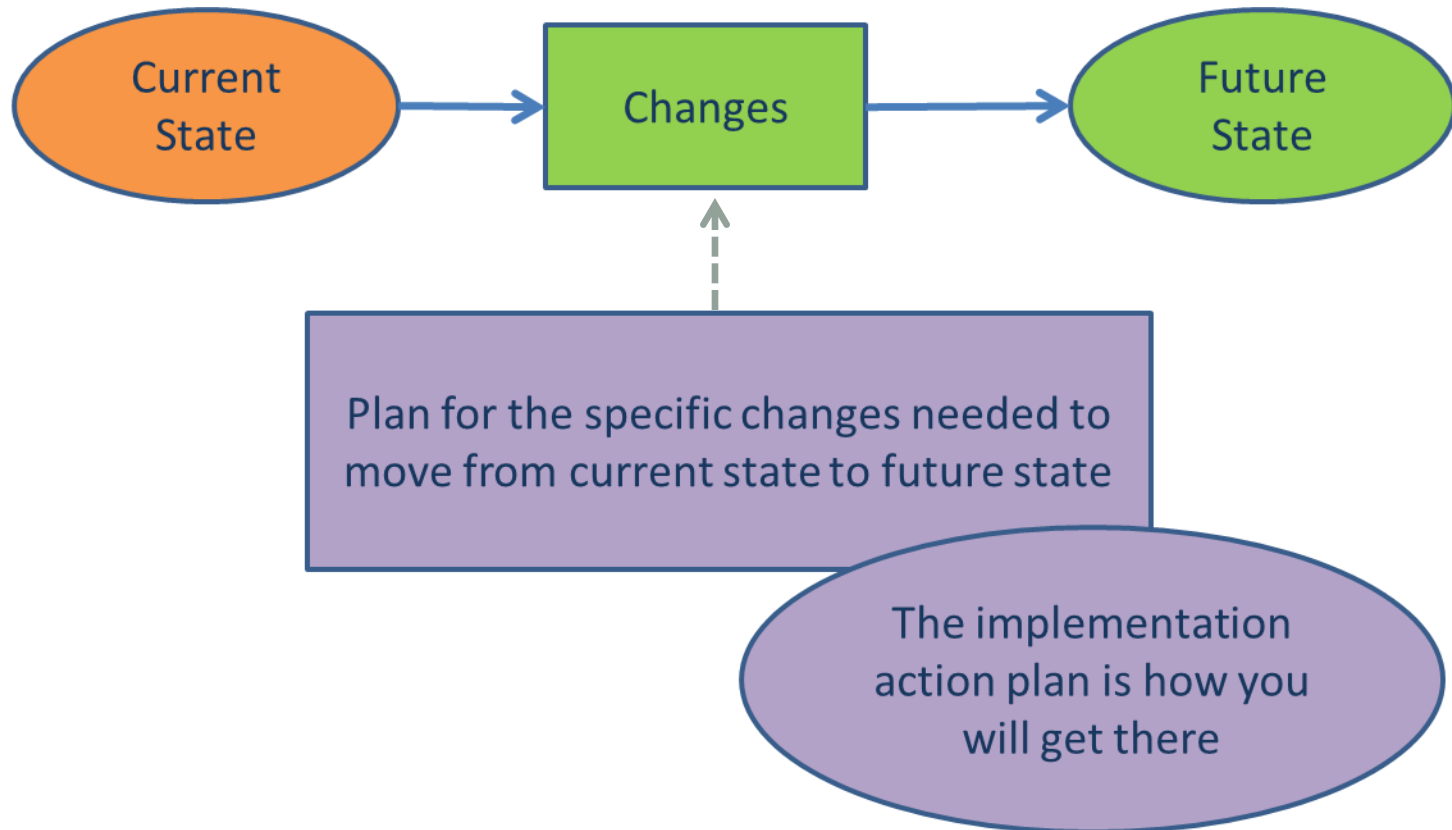 Current
State
Changes
Future
State
Plan for the specific changes needed to
move from current state to future state
The implementation
action plan is how you
will get there